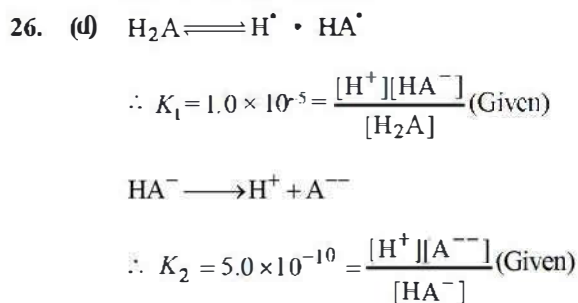 26. (d) H₂A ⇌ H^• • HA^•
∴ K₁ = 1.0 × 10⁻⁵ = [H⁺][HA⁻] / [H₂A] (Given)
HA⁻ ⟶ H⁺ + A⁻⁻
∴ K₂ = 5.0 × 10⁻¹⁰ = [H⁺][A⁻⁻] / [HA⁻] (Given)